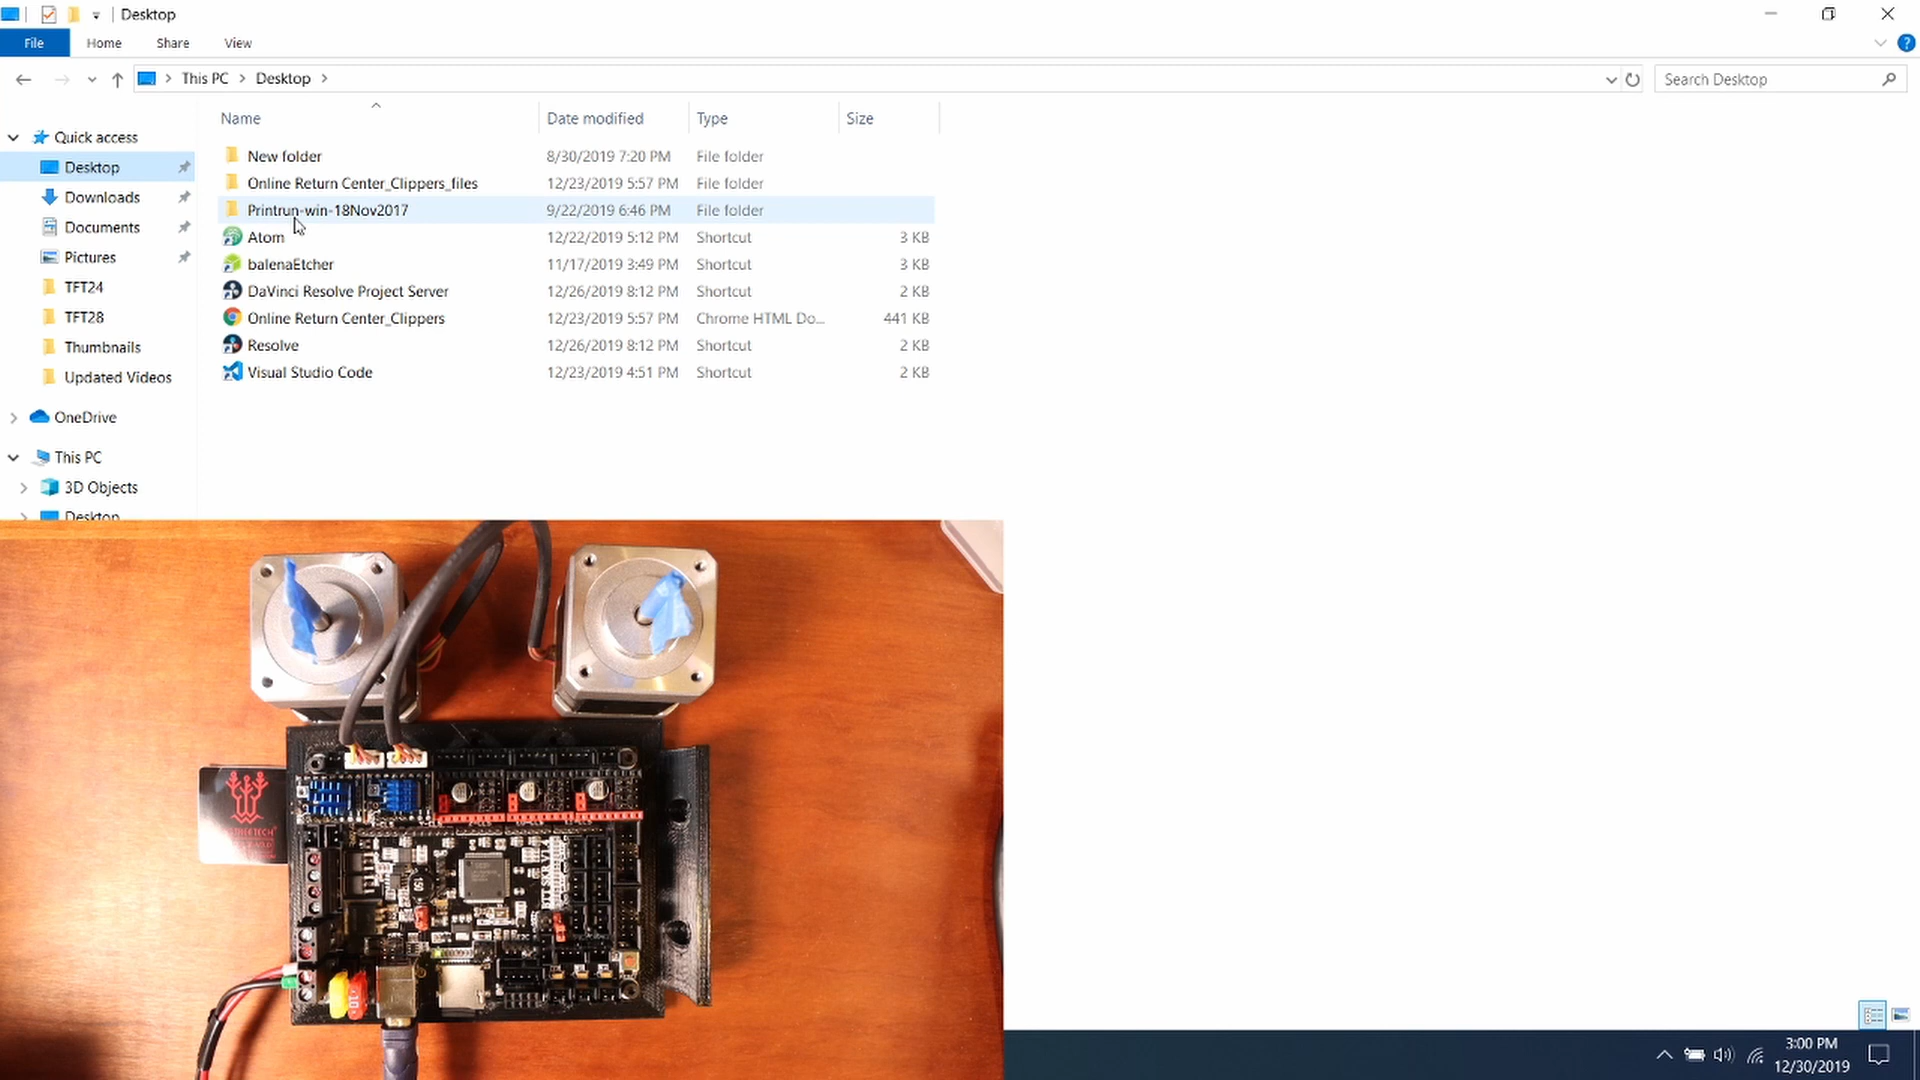 Desktop
File Home Share View
This PC Desktop
Search Desktop
Name Date modified Type Size
Quick access
Desktop
Downloads
Documents
Pictures
TFT24
TFT28
Thumbnails
Updated Videos
OneDrive
This PC
3D Objects
Desktop
New folder 8/30/2019 7:20 PM File folder
Online Return Center_Clippers_files 12/23/2019 5:57 PM File folder
Printrun-win-18Nov2017 9/22/2019 6:46 PM File folder
Atom 12/22/2019 5:12 PM Shortcut 3 KB
balenaEtcher 11/17/2019 3:49 PM Shortcut 3 KB
DaVinci Resolve Project Server 12/26/2019 8:12 PM Shortcut 2 KB
Online Return Center_Clippers 12/23/2019 5:57 PM Chrome HTML Do... 441 KB
Resolve 12/26/2019 8:12 PM Shortcut 2 KB
Visual Studio Code 12/23/2019 4:51 PM Shortcut 2 KB
150
SKR V1.4
10
3:00 PM
12/30/2019